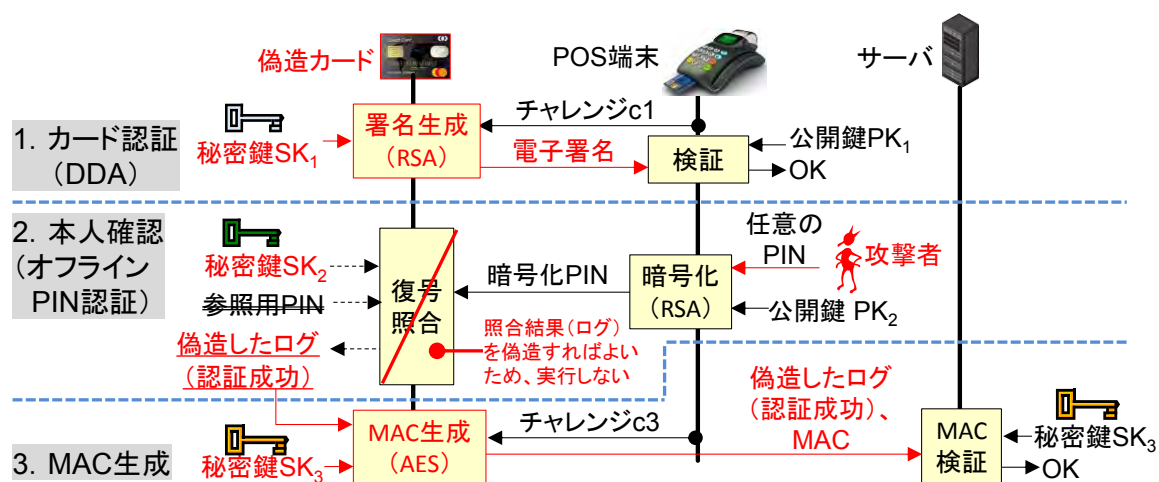 偽造カード
POS端末
サーバ
1. カード認証
（DDA）
秘密鍵SK1
署名生成
（RSA）
チャレンジc1
電子署名
検証
公開鍵PK1
OK
2. 本人確認
（オフライン
PIN認証）
秘密鍵SK2
参照用PIN
偽造したログ
（認証成功）
復号
照合
暗号化PIN
暗号化
（RSA）
任意の
PIN
攻撃者
公開鍵 PK2
照合結果（ログ）
を偽造すればよい
ため、実行しない
3. MAC生成
秘密鍵SK3
MAC生成
（AES）
チャレンジc3
偽造したログ
（認証成功）、
MAC
MAC
検証
秘密鍵SK3
OK